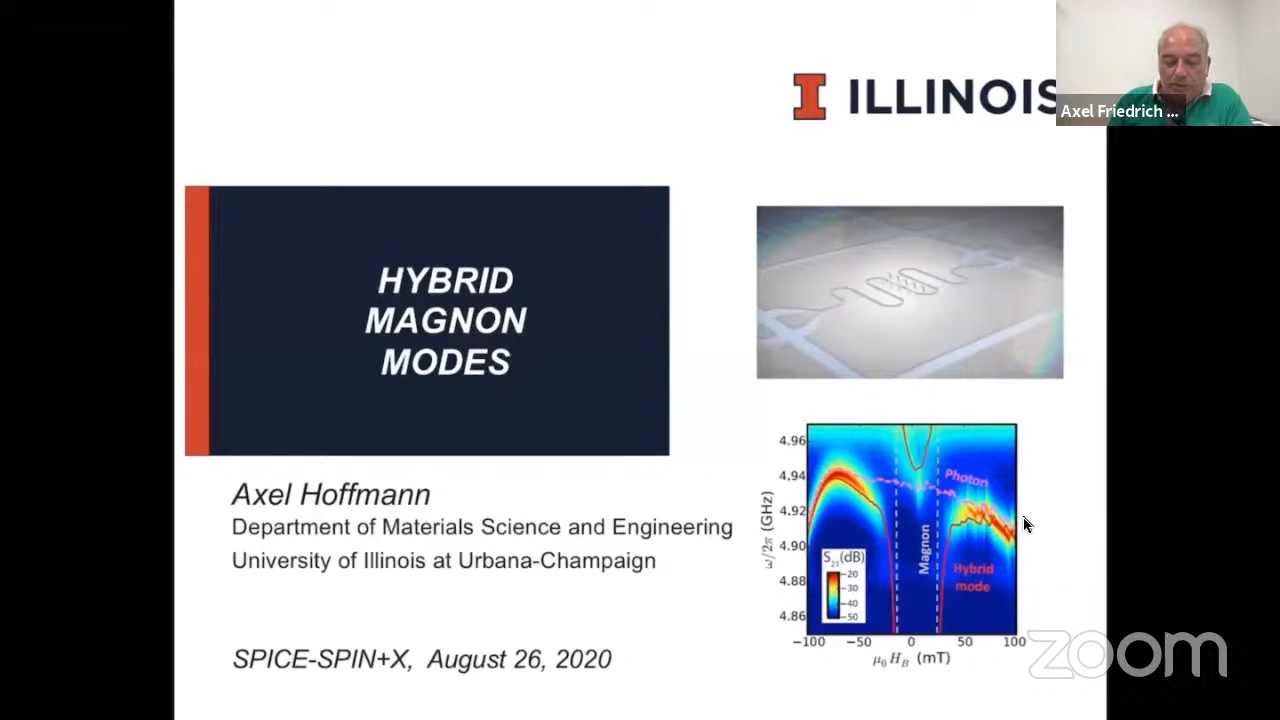 ILLINOIS
Axel Friedrich ...
HYBRID
MAGNON
MODES
Axel Hoffmann
Department of Materials Science and Engineering
University of Illinois at Urbana-Champaign
SPICE-SPIN+X, August 26, 2020
4.96
4.94
4.92
4.90
4.88
4.86
ω/2π (GHz)
Photon
Magnon
Hybrid
mode
S21(dB)
−20
−30
−40
−50
−100
−50
0
50
100
μ0 HB (mT)
zoom